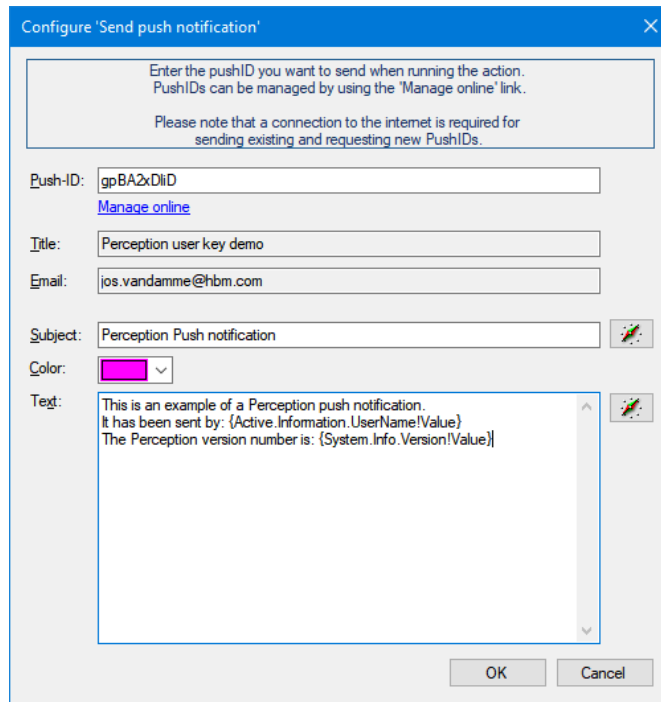 Configure 'Send push notification'
Enter the pushID you want to send when running the action.
PushIDs can be managed by using the 'Manage online' link.
Please note that a connection to the internet is required for
sending existing and requesting new PushIDs.
Push-ID: gpBA2xDliD
Manage online
Title: Perception user key demo
Email: jos.vandamme@hbm.com
Subject: Perception Push notification
Color:
Text: This is an example of a Perception push notification.
It has been sent by: {Active.Information.UserName!Value}
The Perception version number is: {System.Info.Version!Value}
OK Cancel